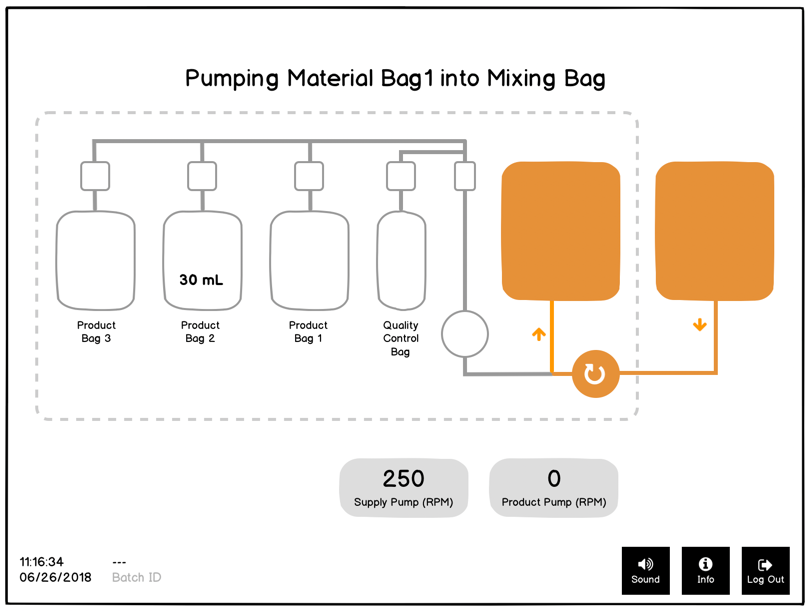 Pumping Material Bag1 into Mixing Bag
30 mL
Product
Bag 3
Product
Bag 2
Product
Bag 1
Quality
Control
Bag
250
Supply Pump (RPM)
0
Product Pump (RPM)
11:16:34
06/26/2018
---
Batch ID
Sound
Info
Log Out